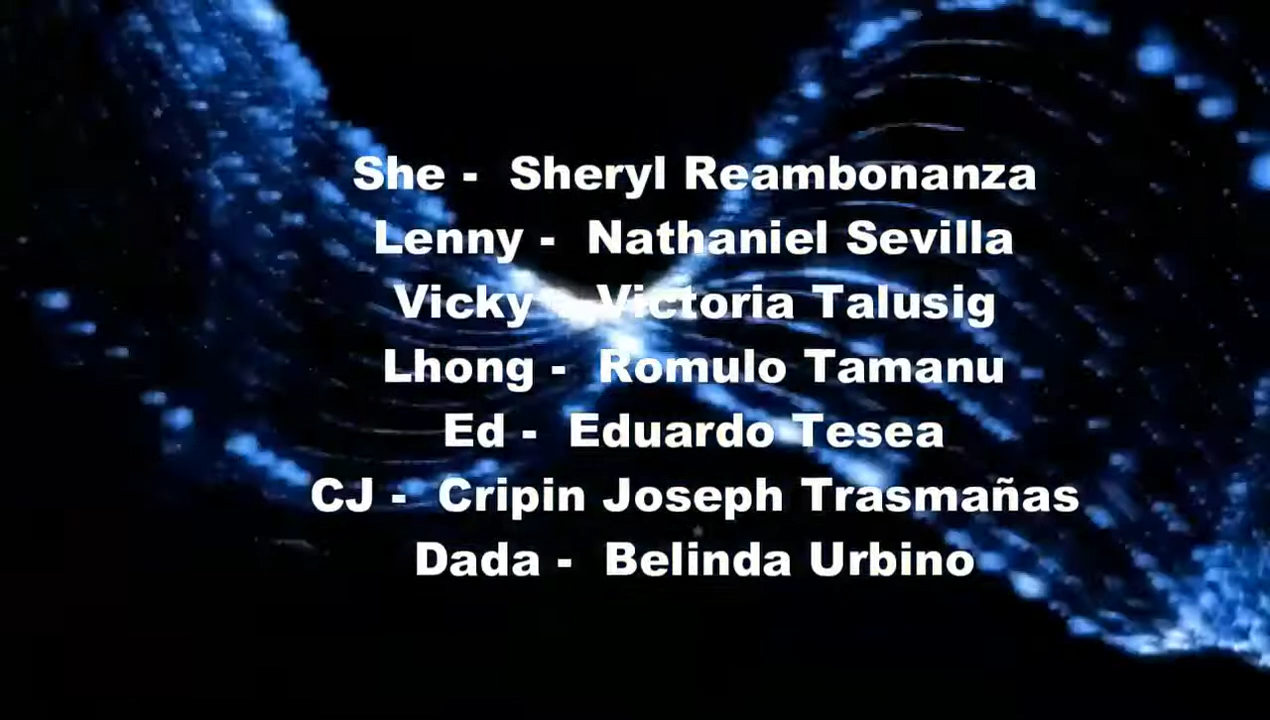 She - Sheryl Reambonanza
Lenny - Nathaniel Sevilla
Vicky - Victoria Talusig
Lhong - Romulo Tamanu
Ed - Eduardo Tesea
CJ - Cripin Joseph Trasmañas
Dada - Belinda Urbino